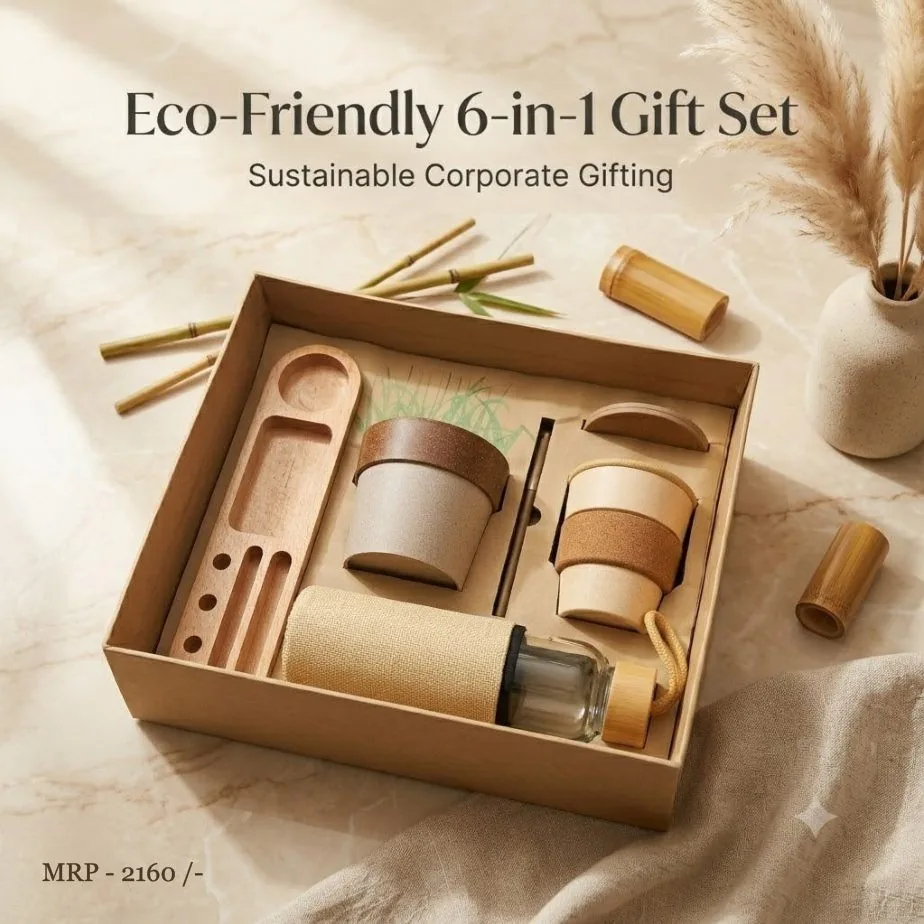 Eco-Friendly 6-in-1 Gift Set
Sustainable Corporate Gifting
MRP - 2160 /-